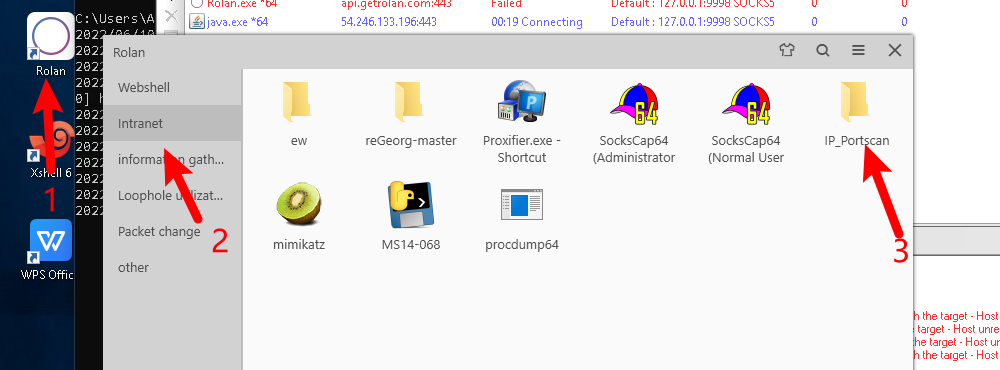 C:\Users\A
2022/06/10
Rolan.exe *64 api.getrolan.com:443 Failed Default : 127.0.0.1:9998 SOCKS5 0 0
java.exe *64 54.246.133.196:443 00:19 Connecting Default : 127.0.0.1:9998 SOCKS5 0 0
Rolan
Rolan
Webshell
Intranet
information gath...
Loophole utilizat...
Packet change
other
ew
reGeorg-master
Proxifier.exe -
Shortcut
SocksCap64
(Administrator
SocksCap64
(Normal User
IP_Portscan
mimikatz
MS14-068
procdump64
Xshell 6
WPS Offic
2022
2022
2022
0] h
2022
2022
2022
2022
2022
2022
1
2
3
h the target - Host
e target - Host unre
the target - Host un
h the target - Host